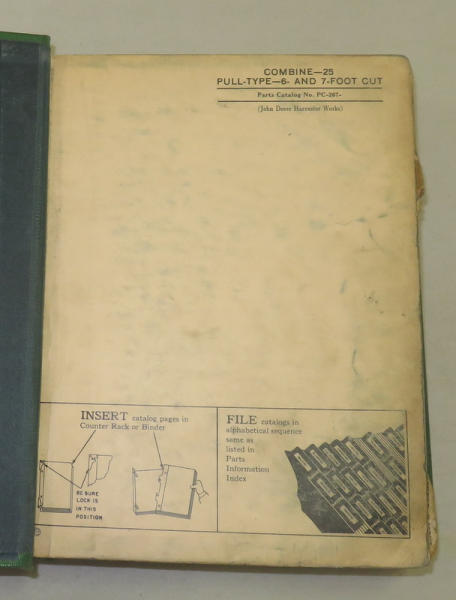 COMBINE—25
PULL-TYPE—6- AND 7-FOOT CUT
Parts Catalog No. PC-267-
(John Deere Harvester Works)
INSERT catalog pages in
Counter Rack or Binder
BE SURE
LOCK IS
IN THIS
POSITION
FILE catalogs in
alphabetical sequence
same as
listed in
Parts
Information
Index